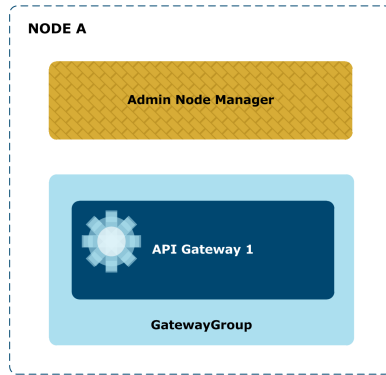 NODE A
Admin Node Manager
API Gateway 1
GatewayGroup